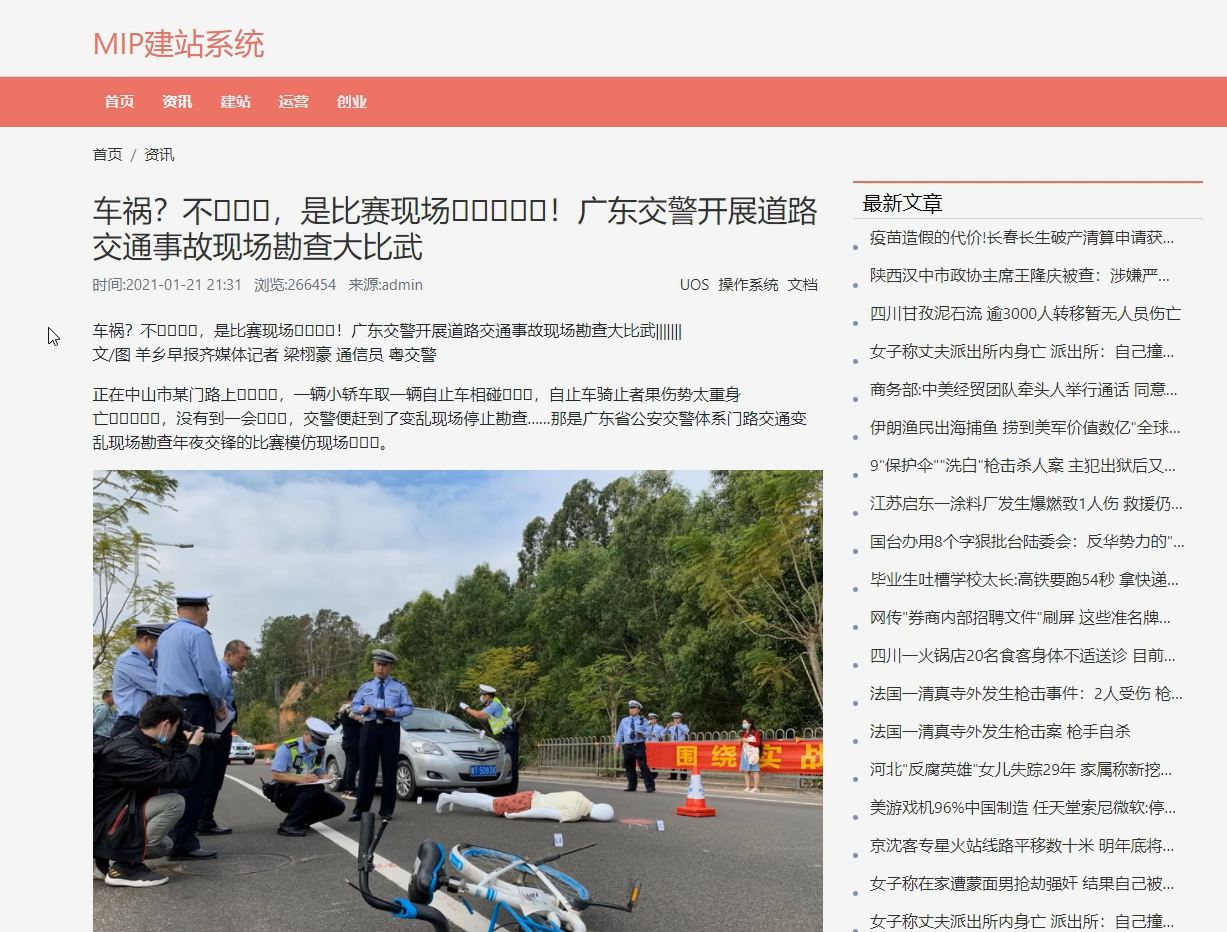 MIP建站系统
首页 资讯 建站 运营 创业
首页 / 资讯
车祸？不▯▯▯，是比赛现场▯▯▯▯▯！广东交警开展道路
交通事故现场勘查大比武
时间:2021-01-21 21:31 浏览:266454 来源:admin
UOS 操作系统 文档
车祸？不▯▯▯▯，是比赛现场▯▯▯▯！广东交警开展道路交通事故现场勘查大比武|||||||
文/图 羊乡早报齐媒体记者 梁栩豪 通信员 粤交警
正在中山市某门路上▯▯▯▯，一辆小轿车取一辆自止车相碰▯▯▯，自止车骑止者果伤势太重身
亡▯▯▯▯▯，没有到一会▯▯▯，交警便赶到了变乱现场停止勘查……那是广东省公安交警体系门路交通变
乱现场勘查年夜交锋的比赛模仿现场▯▯▯。
围绕实战
最新文章
疫苗造假的代价!长春长生破产清算申请获...
陕西汉中市政协主席王隆庆被查：涉嫌严...
四川甘孜泥石流 逾3000人转移暂无人员伤亡
女子称丈夫派出所内身亡 派出所：自己撞...
商务部:中美经贸团队牵头人举行通话 同意...
伊朗渔民出海捕鱼 捞到美军价值数亿"全球...
9"保护伞""洗白"枪击杀人案 主犯出狱后又...
江苏启东一涂料厂发生爆燃致1人伤 救援仍...
国台办用8个字狠批台陆委会：反华势力的"...
毕业生吐槽学校太长:高铁要跑54秒 拿快递...
网传"券商内部招聘文件"刷屏 这些准名牌...
四川一火锅店20名食客身体不适送诊 目前...
法国一清真寺外发生枪击事件：2人受伤 枪...
法国一清真寺外发生枪击案 枪手自杀
河北"反腐英雄"女儿失踪29年 家属称新挖...
美游戏机96%中国制造 任天堂索尼微软:停...
京沈客专星火站线路平移数十米 明年底将...
女子称在家遭蒙面男抢劫强奸 结果自己被...
女子称丈夫派出所内身亡 派出所：自己撞...